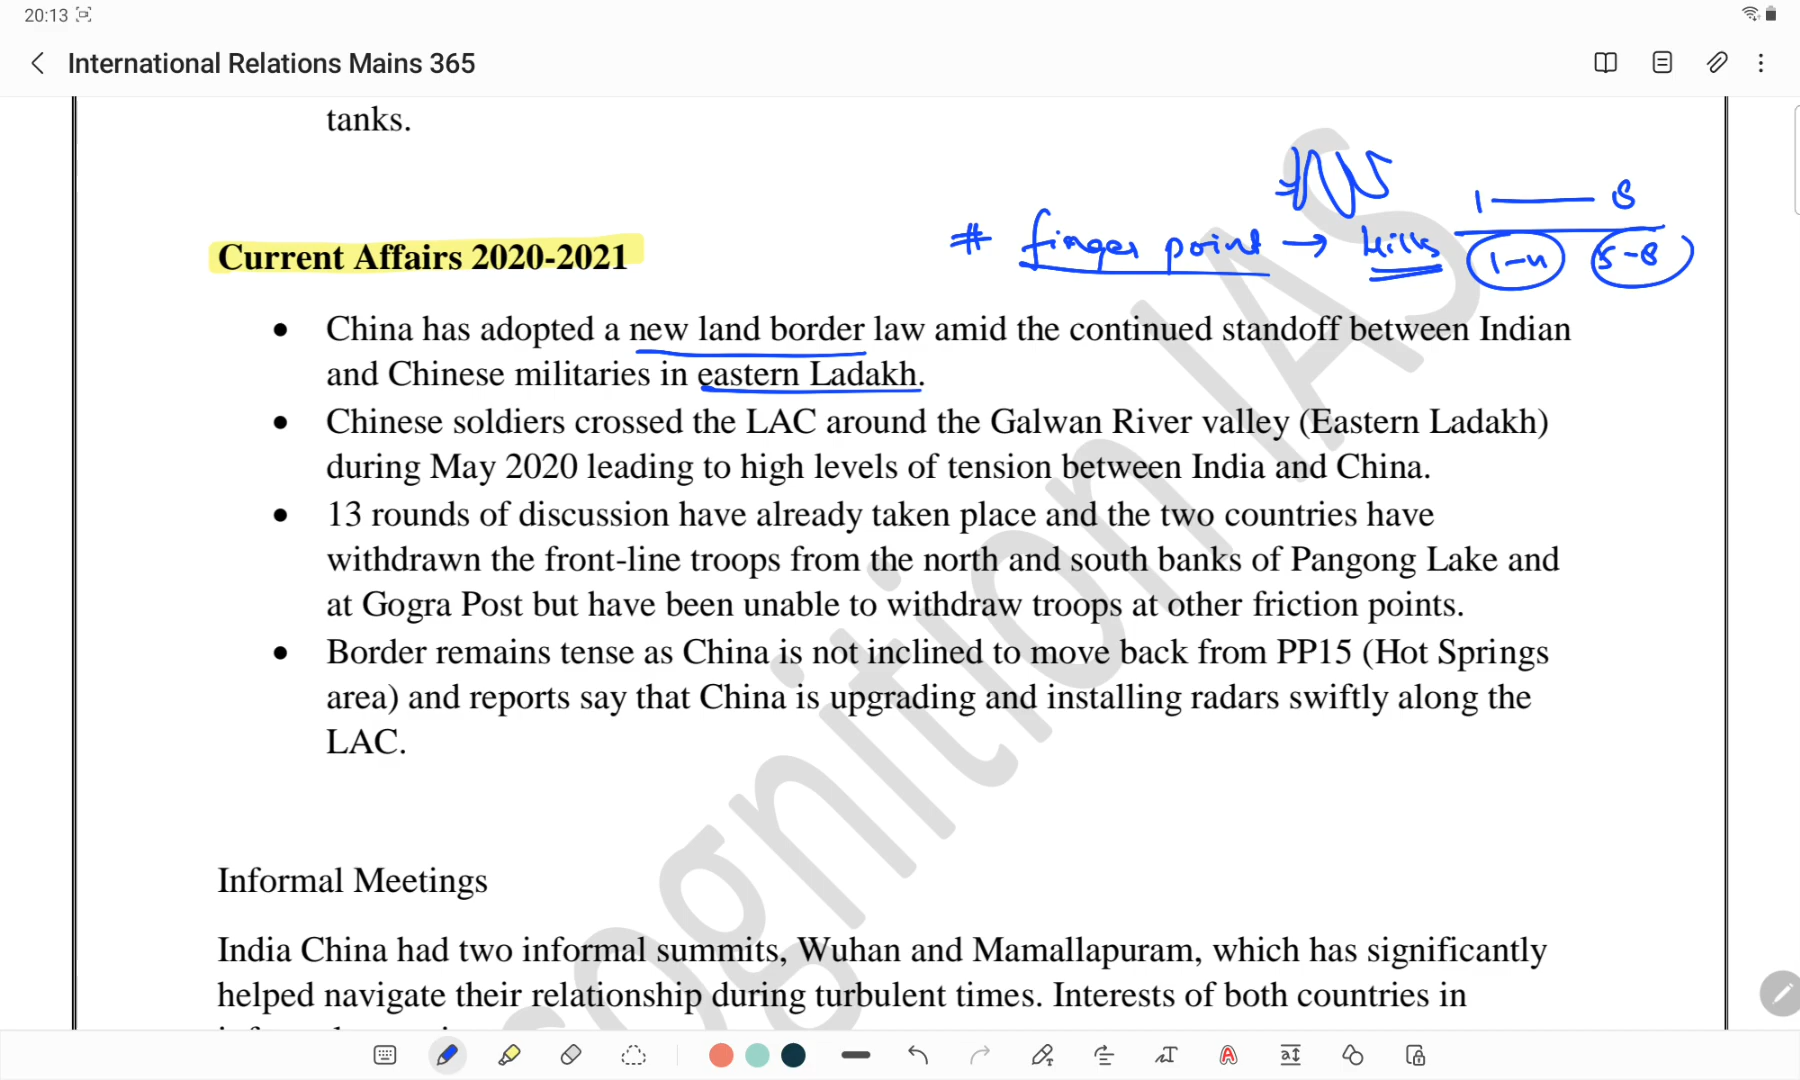 20:13
International Relations Mains 365
tanks.
1 — 8
# finger point → Hills
1-4 5-8
Current Affairs 2020-2021
• China has adopted a new land border law amid the continued standoff between Indian
and Chinese militaries in eastern Ladakh.
• Chinese soldiers crossed the LAC around the Galwan River valley (Eastern Ladakh)
during May 2020 leading to high levels of tension between India and China.
• 13 rounds of discussion have already taken place and the two countries have
withdrawn the front-line troops from the north and south banks of Pangong Lake and
at Gogra Post but have been unable to withdraw troops at other friction points.
• Border remains tense as China is not inclined to move back from PP15 (Hot Springs
area) and reports say that China is upgrading and installing radars swiftly along the
LAC.
Informal Meetings
India China had two informal summits, Wuhan and Mamallapuram, which has significantly
helped navigate their relationship during turbulent times. Interests of both countries in
ognition IAS